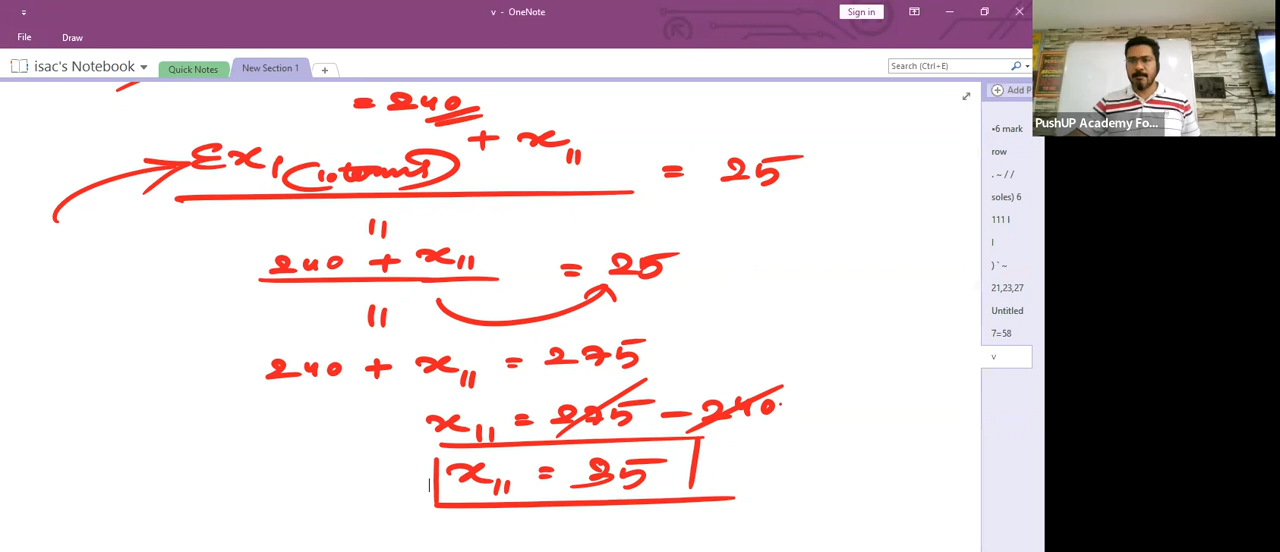 v - OneNote
Sign in
File
Draw
isac's Notebook
Quick Notes
New Section 1
Search (Ctrl+E)
Add P
•6 mark
row
. ~ / /
soles) 6
111 I
I
) ` ~
21,23,27
Untitled
7=58
v
PushUP Academy Fo...
= 240
Σx₁ (10 terms) + x₁₁
= 25
11
240 + x₁₁
= 25
11
240 + x₁₁ = 275
x₁₁ = 275 - 240
x₁₁ = 35